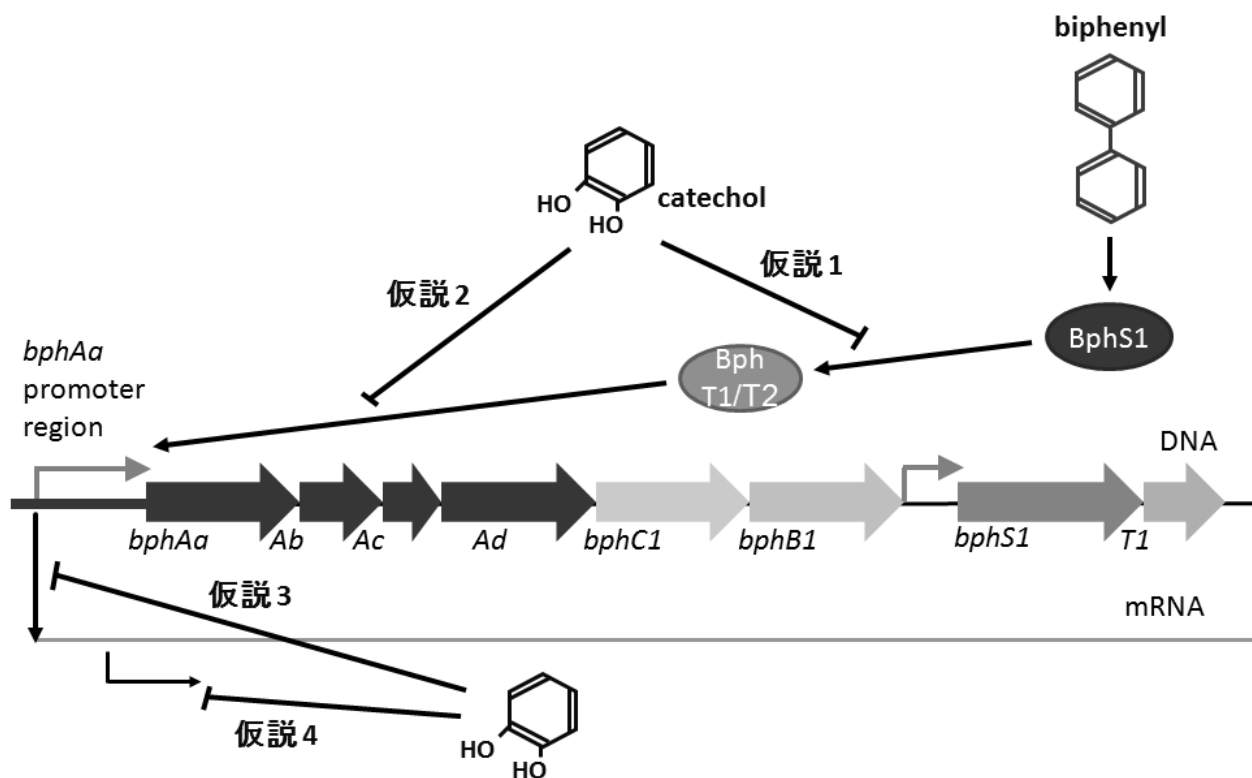 biphenyl
HO
HO
catechol
仮説1
仮説2
BphS1
Bph
T1/T2
bphAa
promoter
region
DNA
bphAa
Ab
Ac
Ad
bphC1
bphB1
bphS1
T1
仮説3
mRNA
仮説4
HO
HO